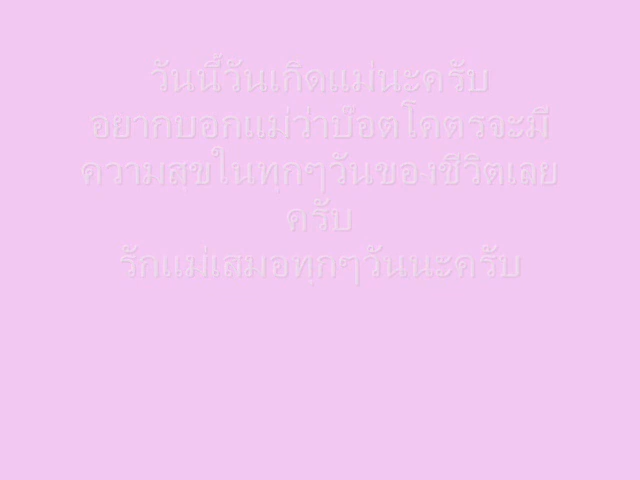 วันนี้วันเกิดแม่นะครับ
อยากบอกแม่ว่าบ๊อตโคตรจะมี
ความสุขในทุกๆวันของชีวิตเลย
ครับ
รักแม่เสมอทุกๆวันนะครับ